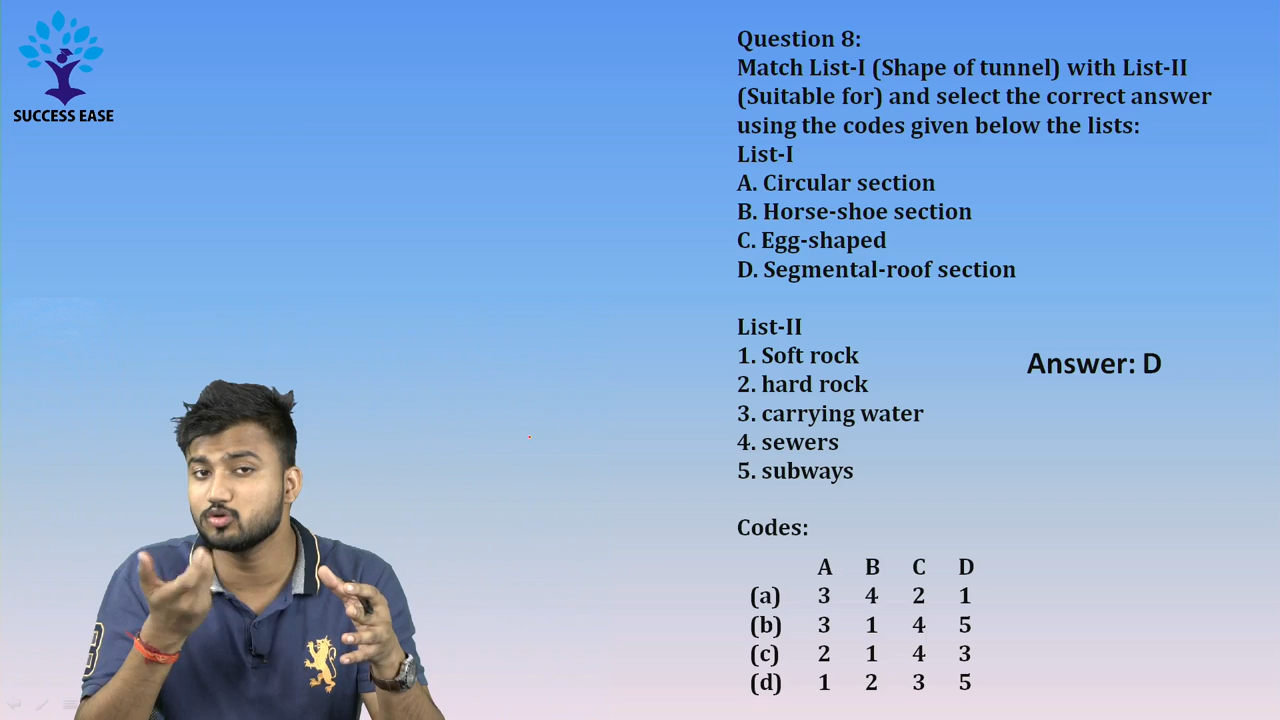 SUCCESS EASE
Question 8:
Match List-I (Shape of tunnel) with List-II
(Suitable for) and select the correct answer
using the codes given below the lists:
List-I
A. Circular section
B. Horse-shoe section
C. Egg-shaped
D. Segmental-roof section
List-II
1. Soft rock
2. hard rock
3. carrying water
4. sewers
5. subways
Answer: D
Codes:
A B C D
(a) 3 4 2 1
(b) 3 1 4 5
(c) 2 1 4 3
(d) 1 2 3 5